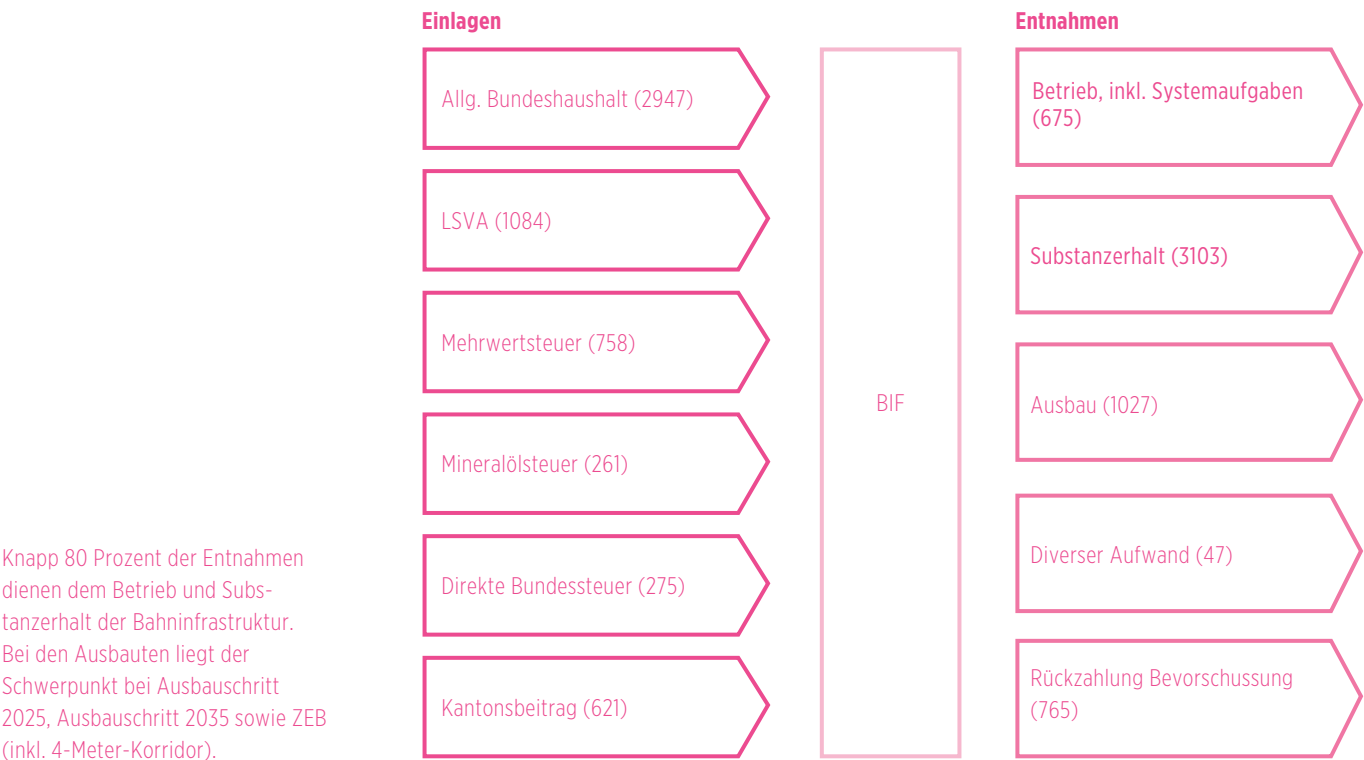 Einlagen
Allg. Bundeshaushalt (2947)
LSVA (1084)
Mehrwertsteuer (758)
Mineralölsteuer (261)
Direkte Bundessteuer (275)
Kantonsbeitrag (621)
BIF
Entnahmen
Betrieb, inkl. Systemaufgaben
(675)
Substanzerhalt (3103)
Ausbau (1027)
Diverser Aufwand (47)
Rückzahlung Bevorschussung
(765)
Knapp 80 Prozent der Entnahmen
dienen dem Betrieb und Subs-
tanzerhalt der Bahninfrastruktur.
Bei den Ausbauten liegt der
Schwerpunkt bei Ausbauschritt
2025, Ausbauschritt 2035 sowie ZEB
(inkl. 4-Meter-Korridor).